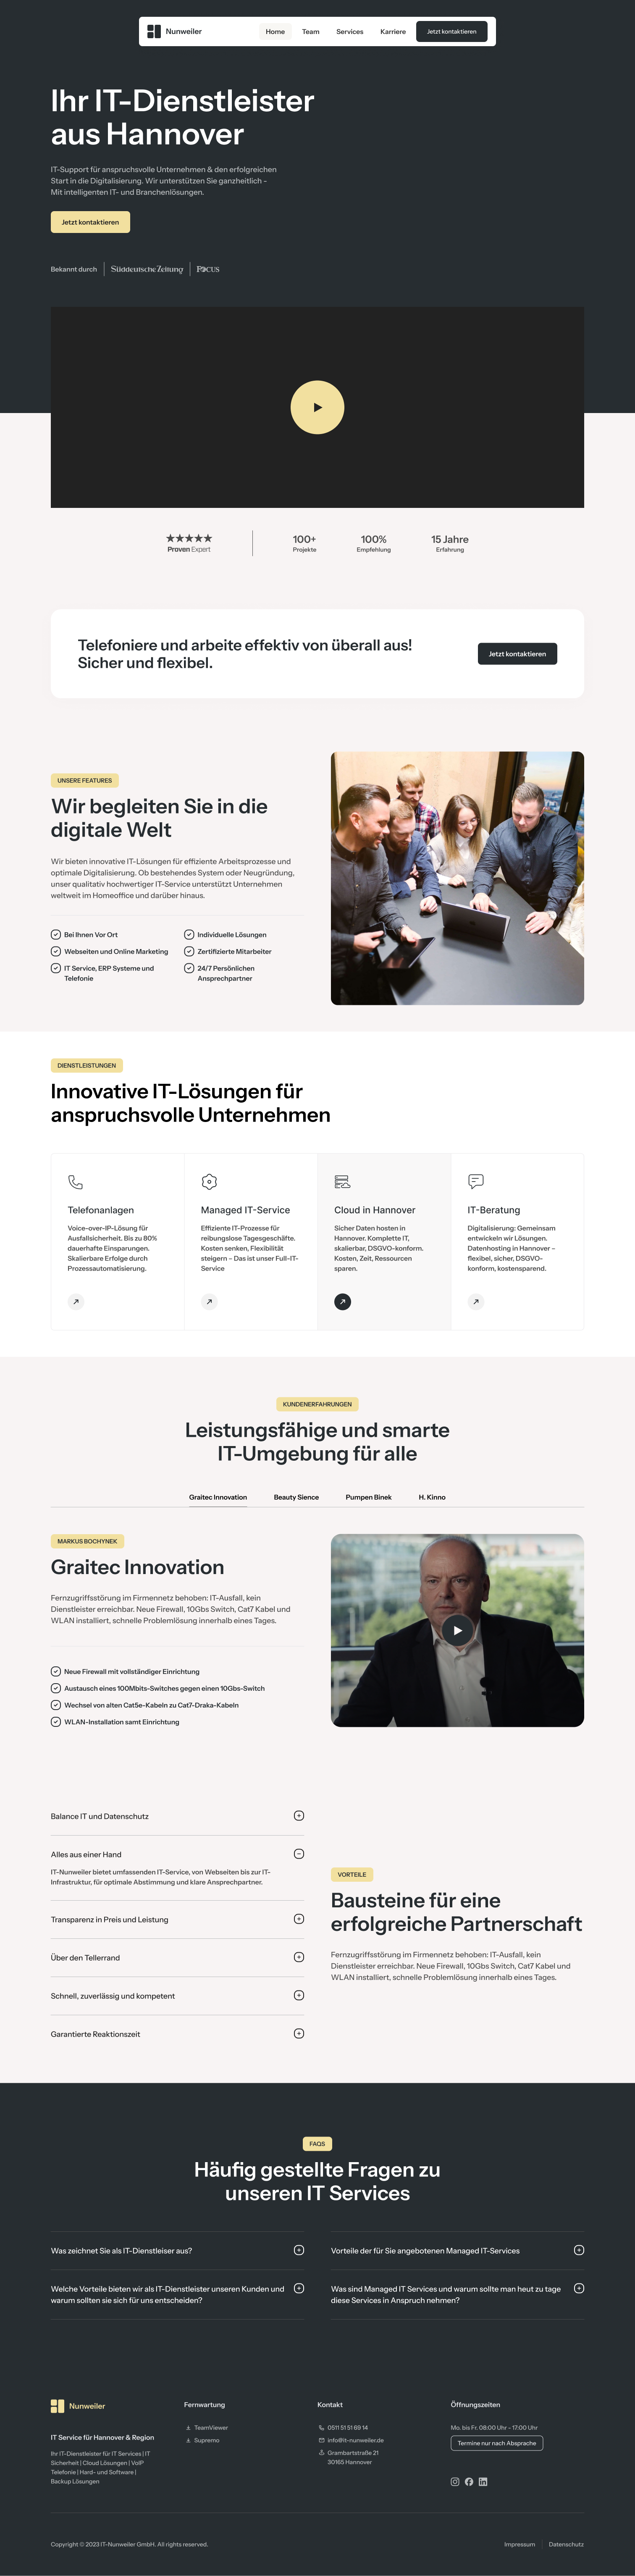 Nunweiler
Home
Team
Services
Karriere
Jetzt kontaktieren
Ihr IT-Dienstleister
aus Hannover
IT-Support für anspruchsvolle Unternehmen & den erfolgreichen
Start in die Digitalisierung. Wir unterstützen Sie ganzheitlich –
Mit intelligenten IT- und Branchenlösungen.
Jetzt kontaktieren
Bekannt durch
Süddeutsche Zeitung
FOCUS
Proven Expert
100+
Projekte
100%
Empfehlung
15 Jahre
Erfahrung
Telefoniere und arbeite effektiv von überall aus!
Sicher und flexibel.
Jetzt kontaktieren
UNSERE FEATURES
Wir begleiten Sie in die
digitale Welt
Wir bieten innovative IT-Lösungen für effiziente Arbeitsprozesse und
optimale Digitalisierung. Ob bestehendes System oder Neugründung,
unser qualitativ hochwertiger IT-Service unterstützt Unternehmen
weltweit im Homeoffice und darüber hinaus.
Bei Ihnen Vor Ort
Individuelle Lösungen
Webseiten und Online Marketing
Zertifizierte Mitarbeiter
IT Service, ERP Systeme und
Telefonie
24/7 Persönlichen
Ansprechpartner
DIENSTLEISTUNGEN
Innovative IT-Lösungen für
anspruchsvolle Unternehmen
Telefonanlagen
Voice-over-IP-Lösung für
Ausfallsicherheit. Bis zu 80%
dauerhafte Einsparungen.
Skalierbare Erfolge durch
Prozessautomatisierung.
Managed IT-Service
Effiziente IT-Prozesse für
reibungslose Tagesgeschäfte.
Kosten senken, Flexibilität
steigern – Das ist unser Full-IT-
Service
Cloud in Hannover
Sicher Daten hosten in
Hannover. Komplette IT,
skalierbar, DSGVO-konform.
Kosten, Zeit, Ressourcen
sparen.
IT-Beratung
Digitalisierung: Gemeinsam
entwickeln wir Lösungen.
Datenhosting in Hannover –
flexibel, sicher, DSGVO-
konform, kostensparend.
KUNDENERFAHRUNGEN
Leistungsfähige und smarte
IT-Umgebung für alle
Graitec Innovation
Beauty Sience
Pumpen Binek
H. Kinno
MARKUS BOCHYNEK
Graitec Innovation
Fernzugriffsstörung im Firmennetz behoben: IT-Ausfall, kein
Dienstleister erreichbar. Neue Firewall, 10Gbs Switch, Cat7 Kabel und
WLAN installiert, schnelle Problemlösung innerhalb eines Tages.
Neue Firewall mit vollständiger Einrichtung
Austausch eines 100Mbits-Switches gegen einen 10Gbs-Switch
Wechsel von alten Cat5e-Kabeln zu Cat7-Draka-Kabeln
WLAN-Installation samt Einrichtung
Balance IT und Datenschutz
Alles aus einer Hand
IT-Nunweiler bietet umfassenden IT-Service, von Webseiten bis zur IT-
Infrastruktur, für optimale Abstimmung und klare Ansprechpartner.
Transparenz in Preis und Leistung
Über den Tellerrand
Schnell, zuverlässig und kompetent
Garantierte Reaktionszeit
VORTEILE
Bausteine für eine
erfolgreiche Partnerschaft
Fernzugriffsstörung im Firmennetz behoben: IT-Ausfall, kein
Dienstleister erreichbar. Neue Firewall, 10Gbs Switch, Cat7 Kabel und
WLAN installiert, schnelle Problemlösung innerhalb eines Tages.
FAQS
Häufig gestellte Fragen zu
unseren IT Services
Was zeichnet Sie als IT-Dienstleiser aus?
Vorteile der für Sie angebotenen Managed IT-Services
Welche Vorteile bieten wir als IT-Dienstleister unseren Kunden und
warum sollten sie sich für uns entscheiden?
Was sind Managed IT Services und warum sollte man heut zu tage
diese Services in Anspruch nehmen?
Nunweiler
IT Service für Hannover & Region
Ihr IT-Dienstleister für IT Services | IT
Sicherheit | Cloud Lösungen | VoIP
Telefonie | Hard- und Software |
Backup Lösungen
Fernwartung
TeamViewer
Supremo
Kontakt
0511 51 51 69 14
info@it-nunweiler.de
Grambartstraße 21
30165 Hannover
Öffnungszeiten
Mo. bis Fr. 08:00 Uhr – 17:00 Uhr
Termine nur nach Absprache
Copyright © 2023 IT-Nunweiler GmbH. All rights reserved.
Impressum
Datenschutz